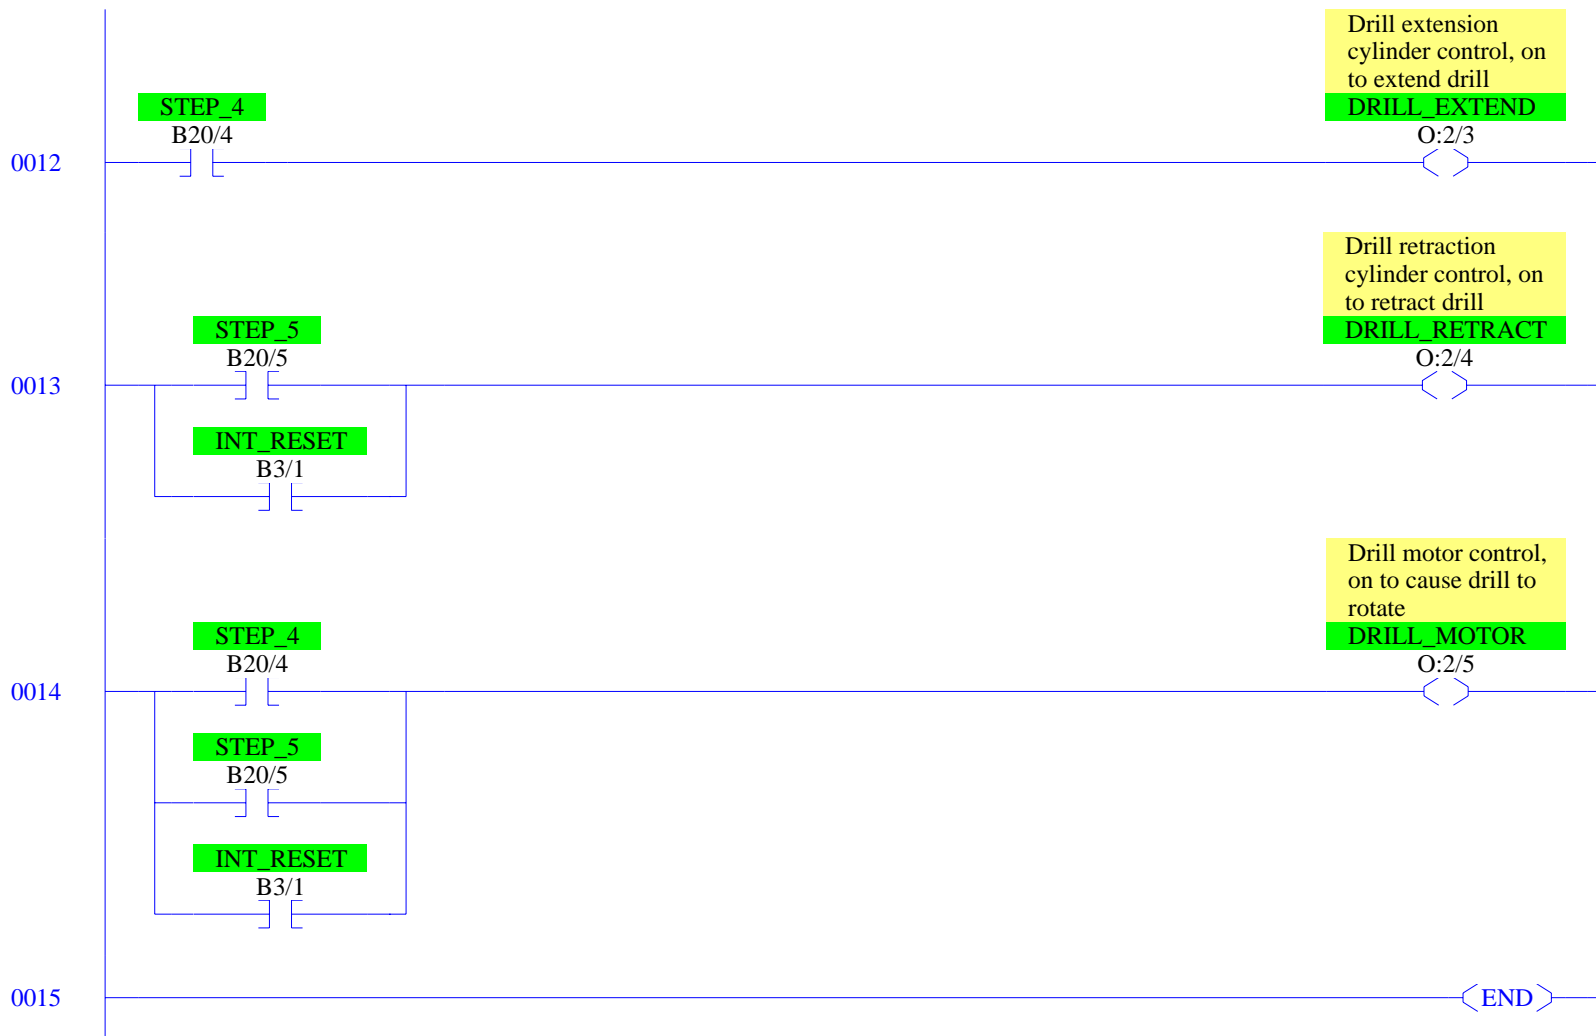 Drill extension
cylinder control, on
to extend drill
STEP_4
DRILL_EXTEND
B20/4
O:2/3
0012
Drill retraction
cylinder control, on
to retract drill
STEP_5
DRILL_RETRACT
B20/5
O:2/4
0013
INT_RESET
B3/1
Drill motor control,
on to cause drill to
rotate
STEP_4
DRILL_MOTOR
B20/4
O:2/5
0014
STEP_5
B20/5
INT_RESET
B3/1
0015
END